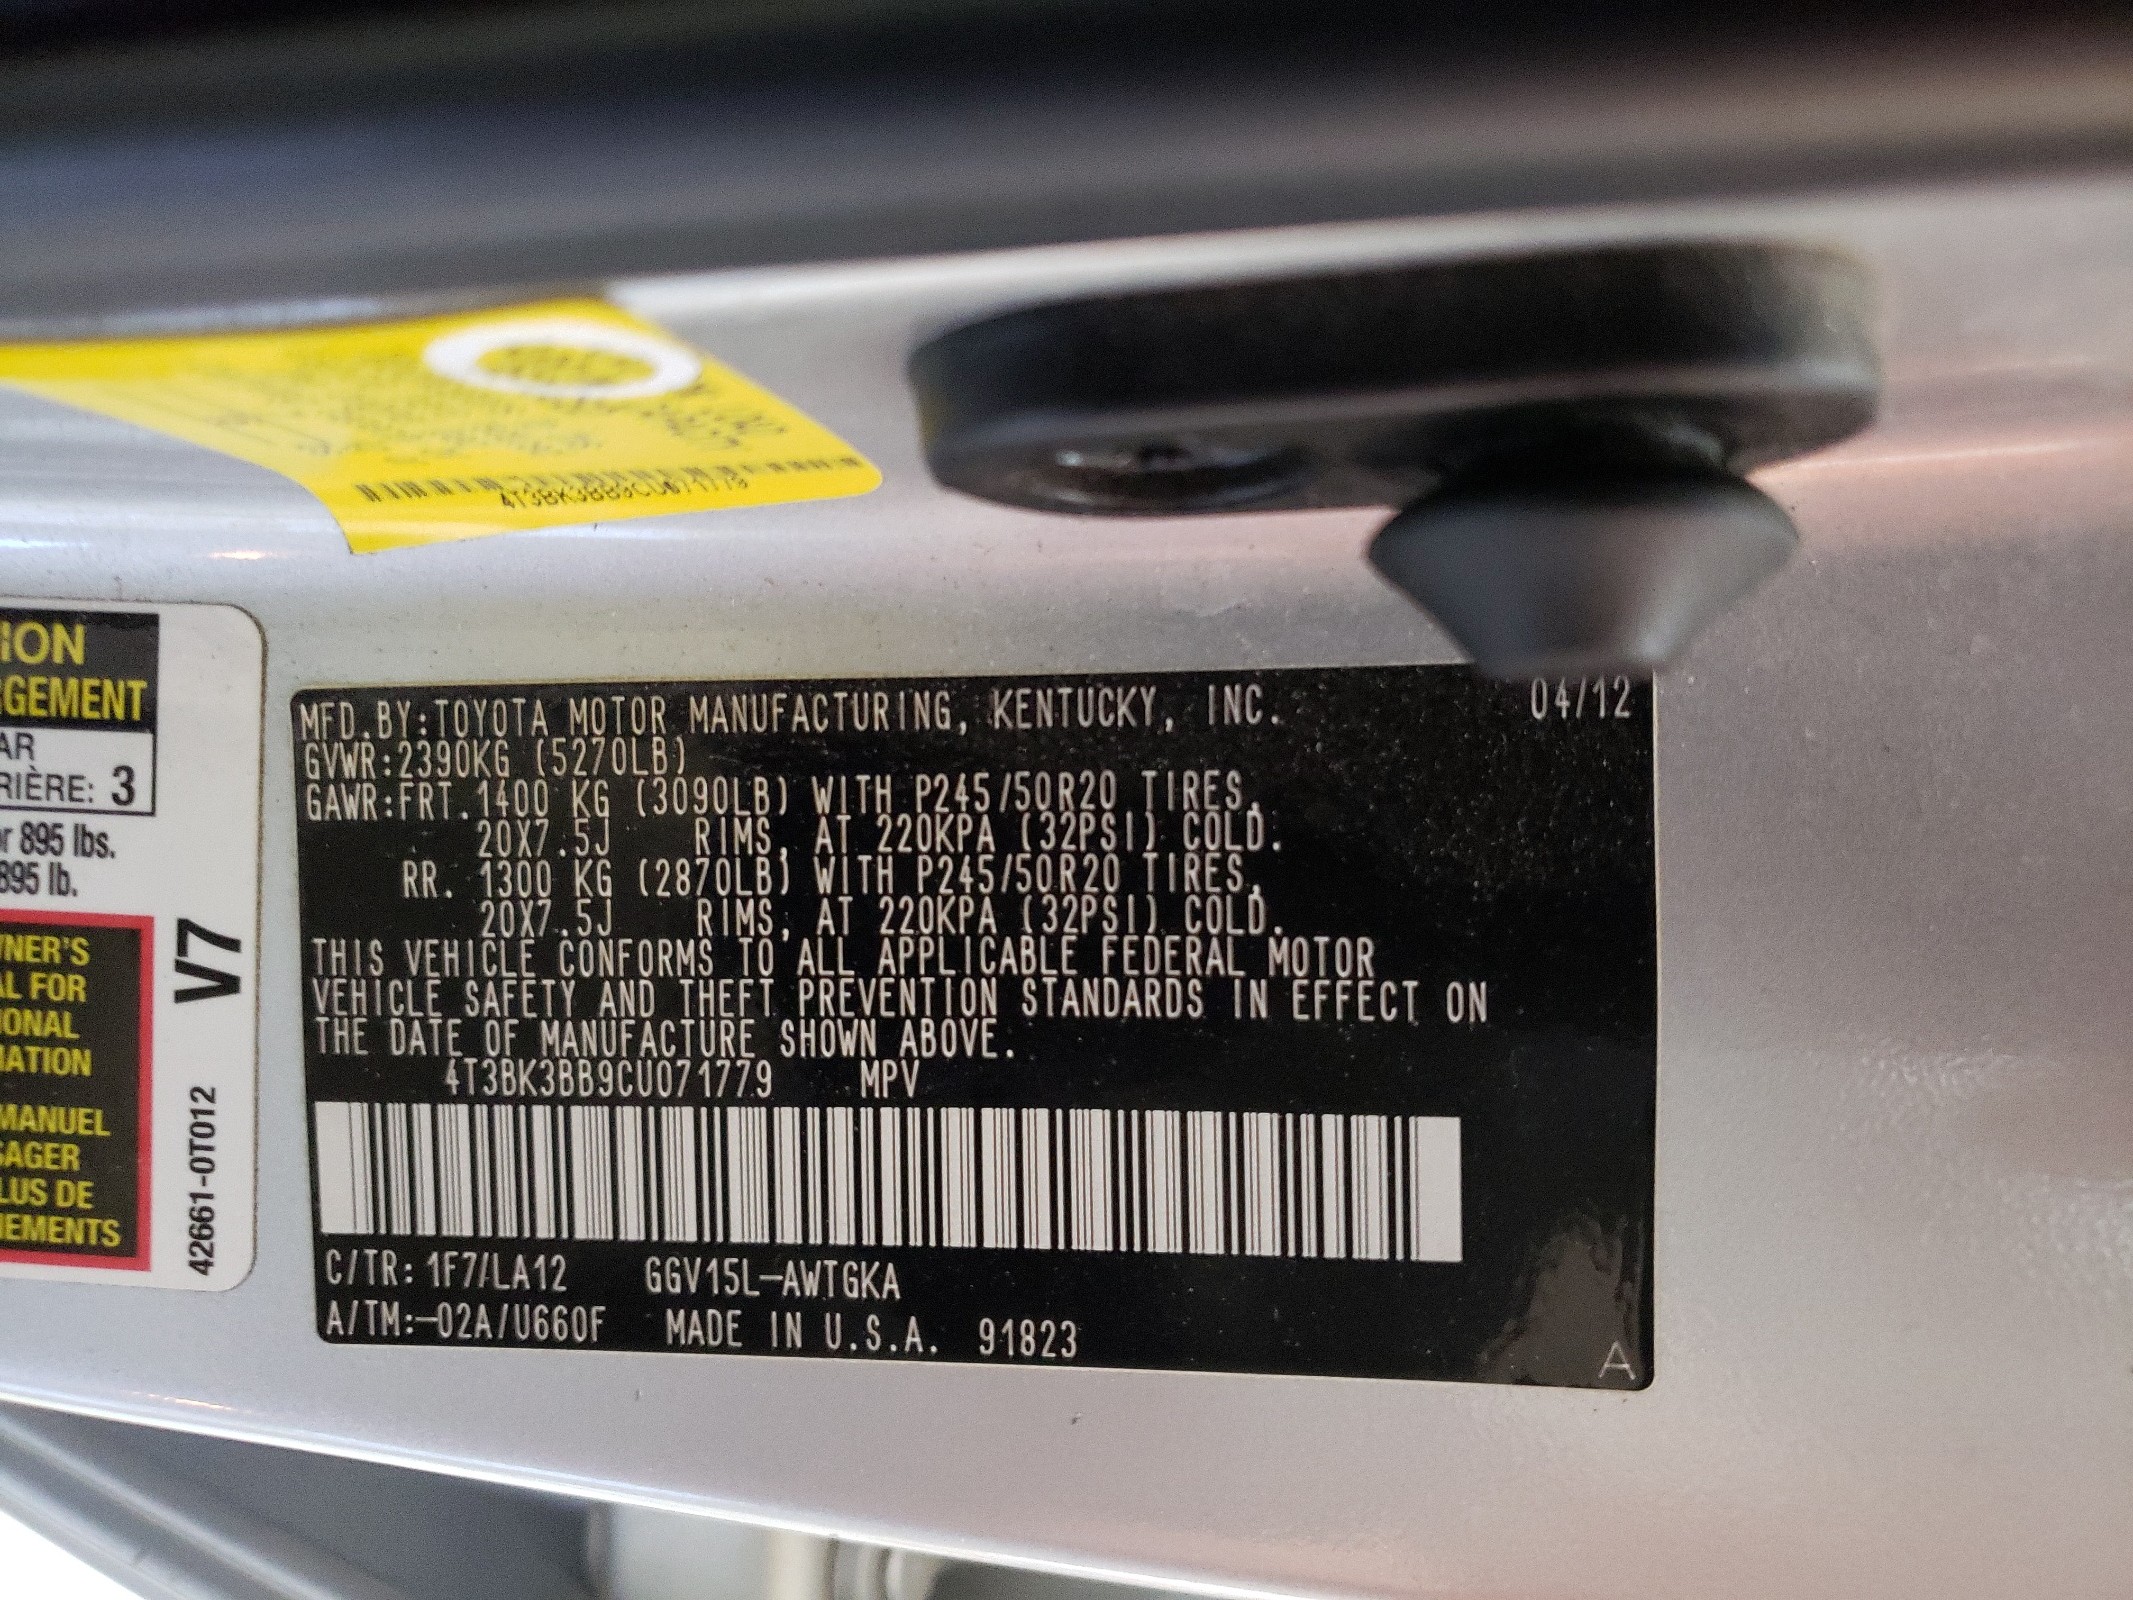 4T3BK3BB9CU071779
ION
GEMENT
AR
RIÈRE: 3
r 895 lbs.
895 lb.
NER'S
AL FOR
IONAL
MATION
MANUEL
SAGER
LUS DE
NEMENTS
V7
42661-0T012
MFD.BY:TOYOTA MOTOR MANUFACTURING, KENTUCKY, INC. 04/12
GVWR:2390KG (5270LB)
GAWR:FRT.1400 KG (3090LB) WITH P245/50R20 TIRES,
20X7.5J RIMS, AT 220KPA (32PSI) COLD.
RR. 1300 KG (2870LB) WITH P245/50R20 TIRES,
20X7.5J RIMS, AT 220KPA (32PSI) COLD.
THIS VEHICLE CONFORMS TO ALL APPLICABLE FEDERAL MOTOR
VEHICLE SAFETY AND THEFT PREVENTION STANDARDS IN EFFECT ON
THE DATE OF MANUFACTURE SHOWN ABOVE.
4T3BK3BB9CU071779 MPV
C/TR: 1F7/LA12 GGV15L-AWTGKA
A/TM:-02A/U660F MADE IN U.S.A. 91823
A